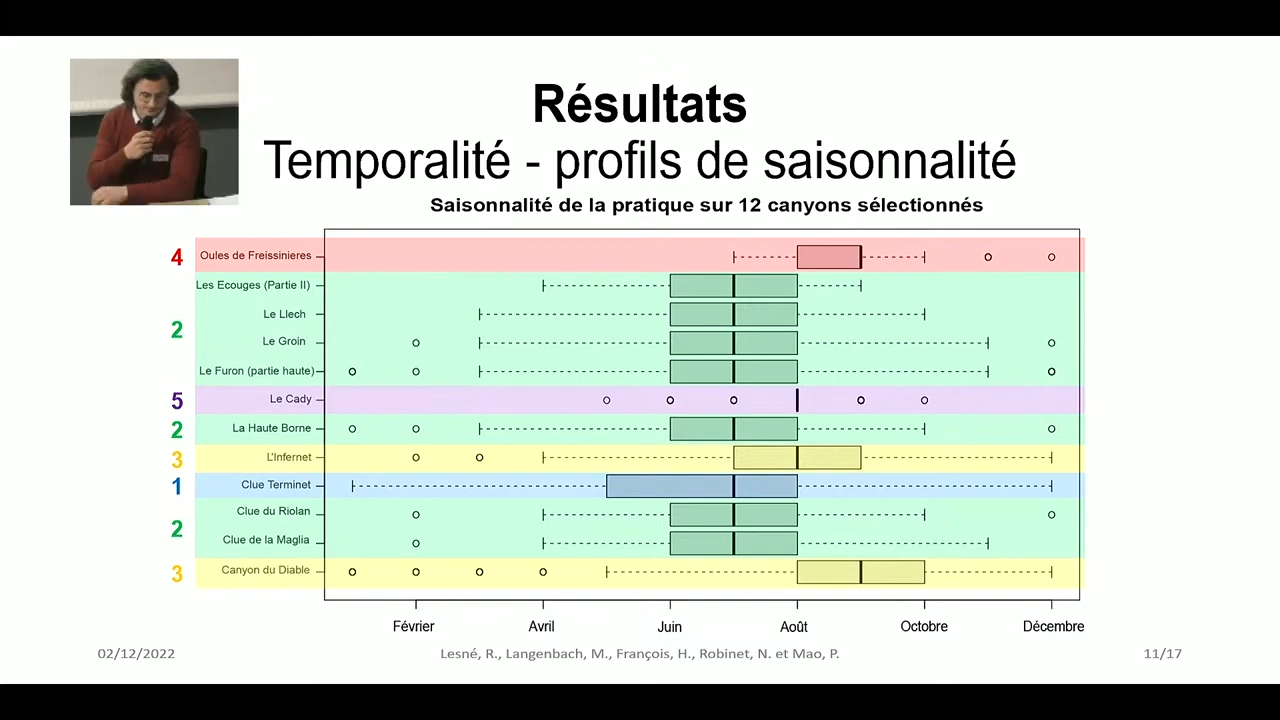 Résultats
Temporalité - profils de saisonnalité
Saisonnalité de la pratique sur 12 canyons sélectionnés
4 Oules de Freissinieres
Les Ecouges (Partie II)
Le Llech
2
Le Groin
Le Furon (partie haute)
5 Le Cady
2 La Haute Borne
3 L'Infernet
1 Clue Terminet
Clue du Riolan
2
Clue de la Maglia
3 Canyon du Diable
Février Avril Juin Août Octobre Décembre
02/12/2022 Lesné, R., Langenbach, M., François, H., Robinet, N. et Mao, P. 11/17